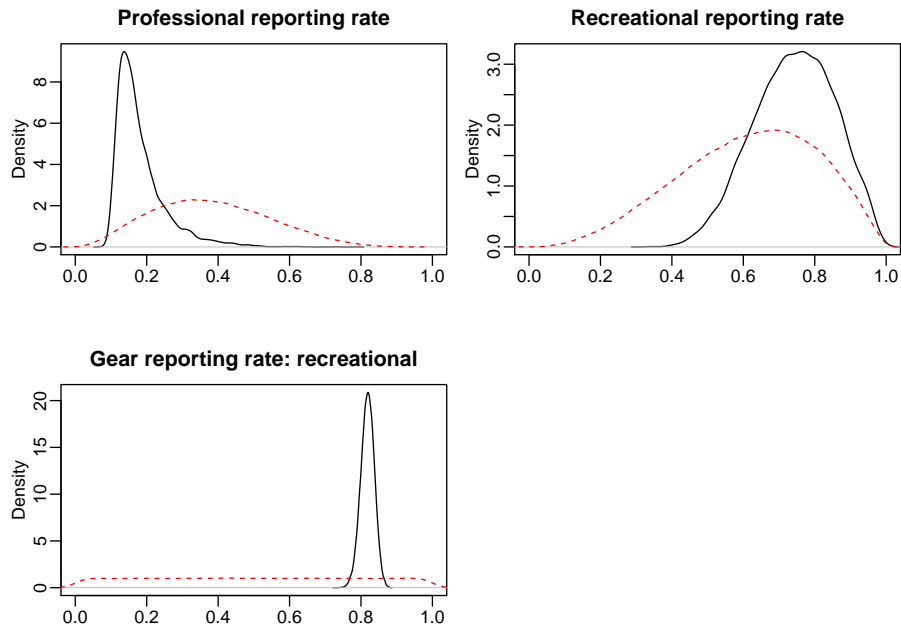 Professional reporting rate
Density
0 2 4 6 8
0.0 0.2 0.4 0.6 0.8 1.0
Recreational reporting rate
Density
0.0 1.0 2.0 3.0
0.0 0.2 0.4 0.6 0.8 1.0
Gear reporting rate: recreational
Density
0 5 10 15 20
0.0 0.2 0.4 0.6 0.8 1.0